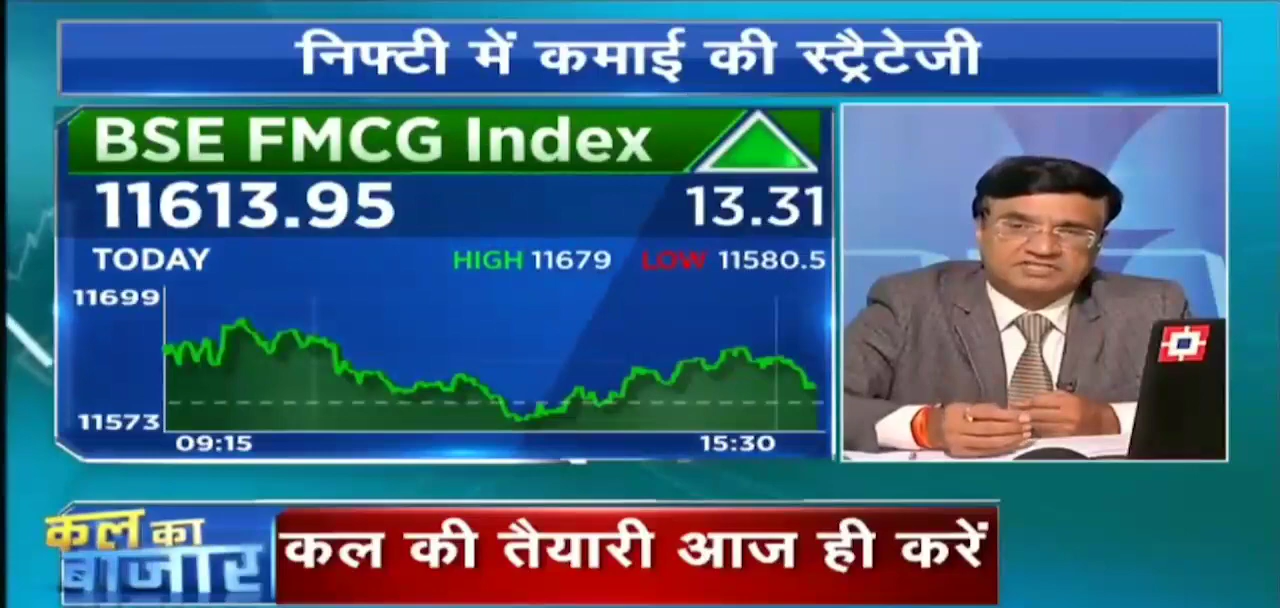 निफ्टी में कमाई की स्ट्रैटेजी
BSE FMCG Index
11613.95 13.31
TODAY HIGH 11679 LOW 11580.5
11699
11573
09:15 15:30
कल का
बाजार
कल की तैयारी आज ही करें